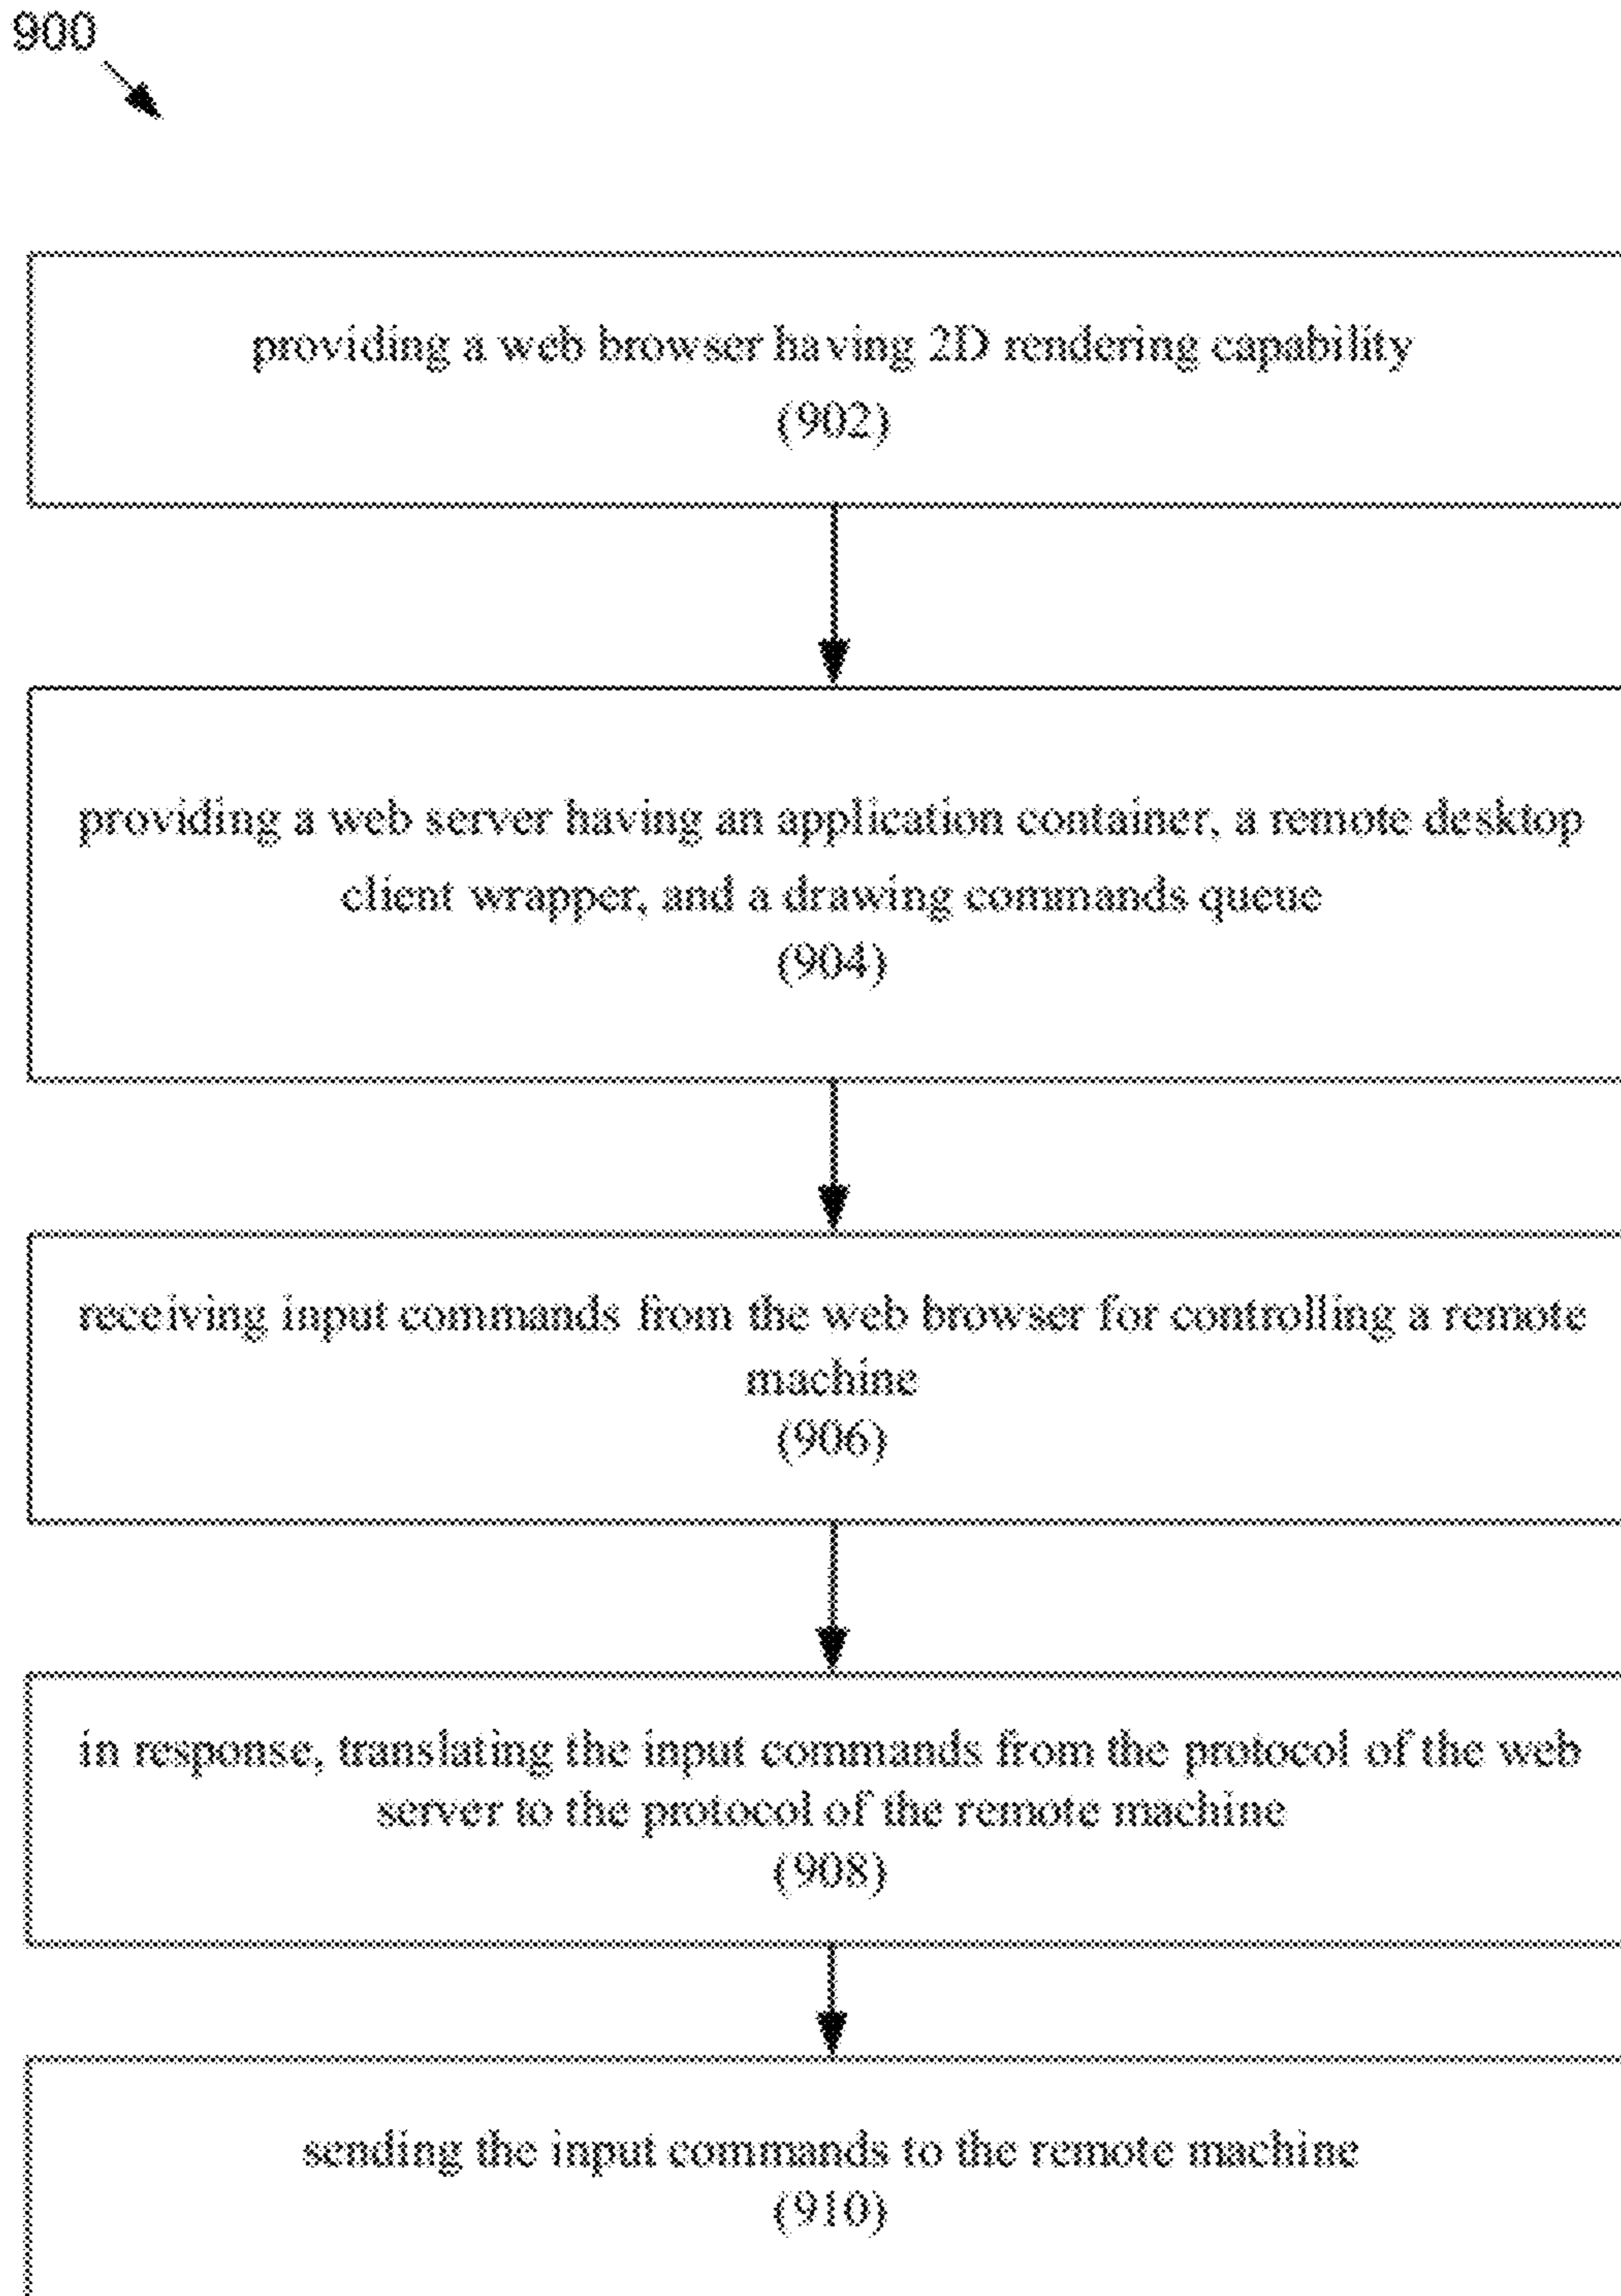 900
providing a web browser having 2D rendering capability
(902)
providing a web server having an application container, a remote desktop
client wrapper, and a drawing commands queue
(904)
receiving input commands from the web browser for controlling a remote
machine
(906)
in response, translating the input commands from the protocol of the web
server to the protocol of the remote machine
(908)
sending the input commands to the remote machine
(910)